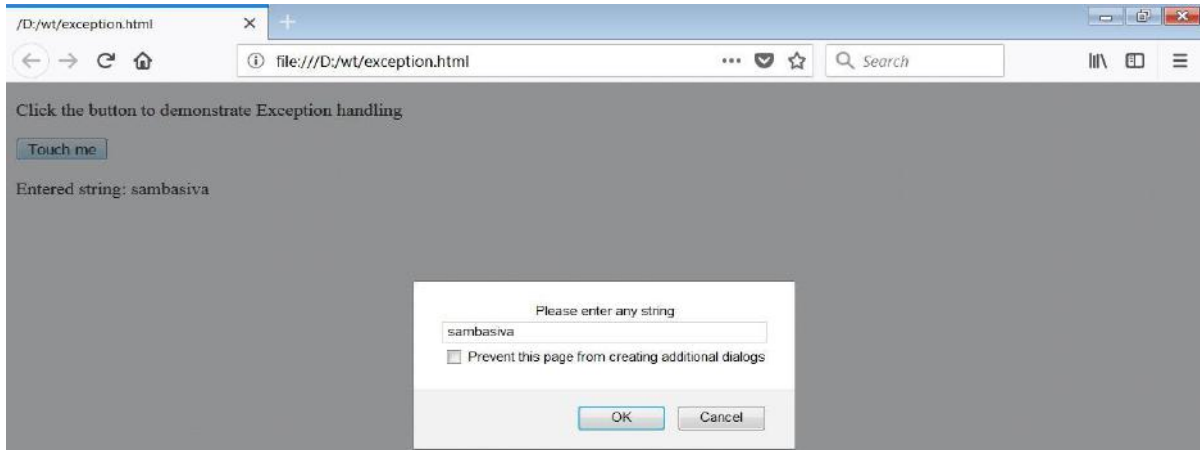 /D:/wt/exception.html
file:///D:/wt/exception.html
Search
Click the button to demonstrate Exception handling
Touch me
Entered string: sambasiva
Please enter any string
sambasiva
Prevent this page from creating additional dialogs
OK Cancel